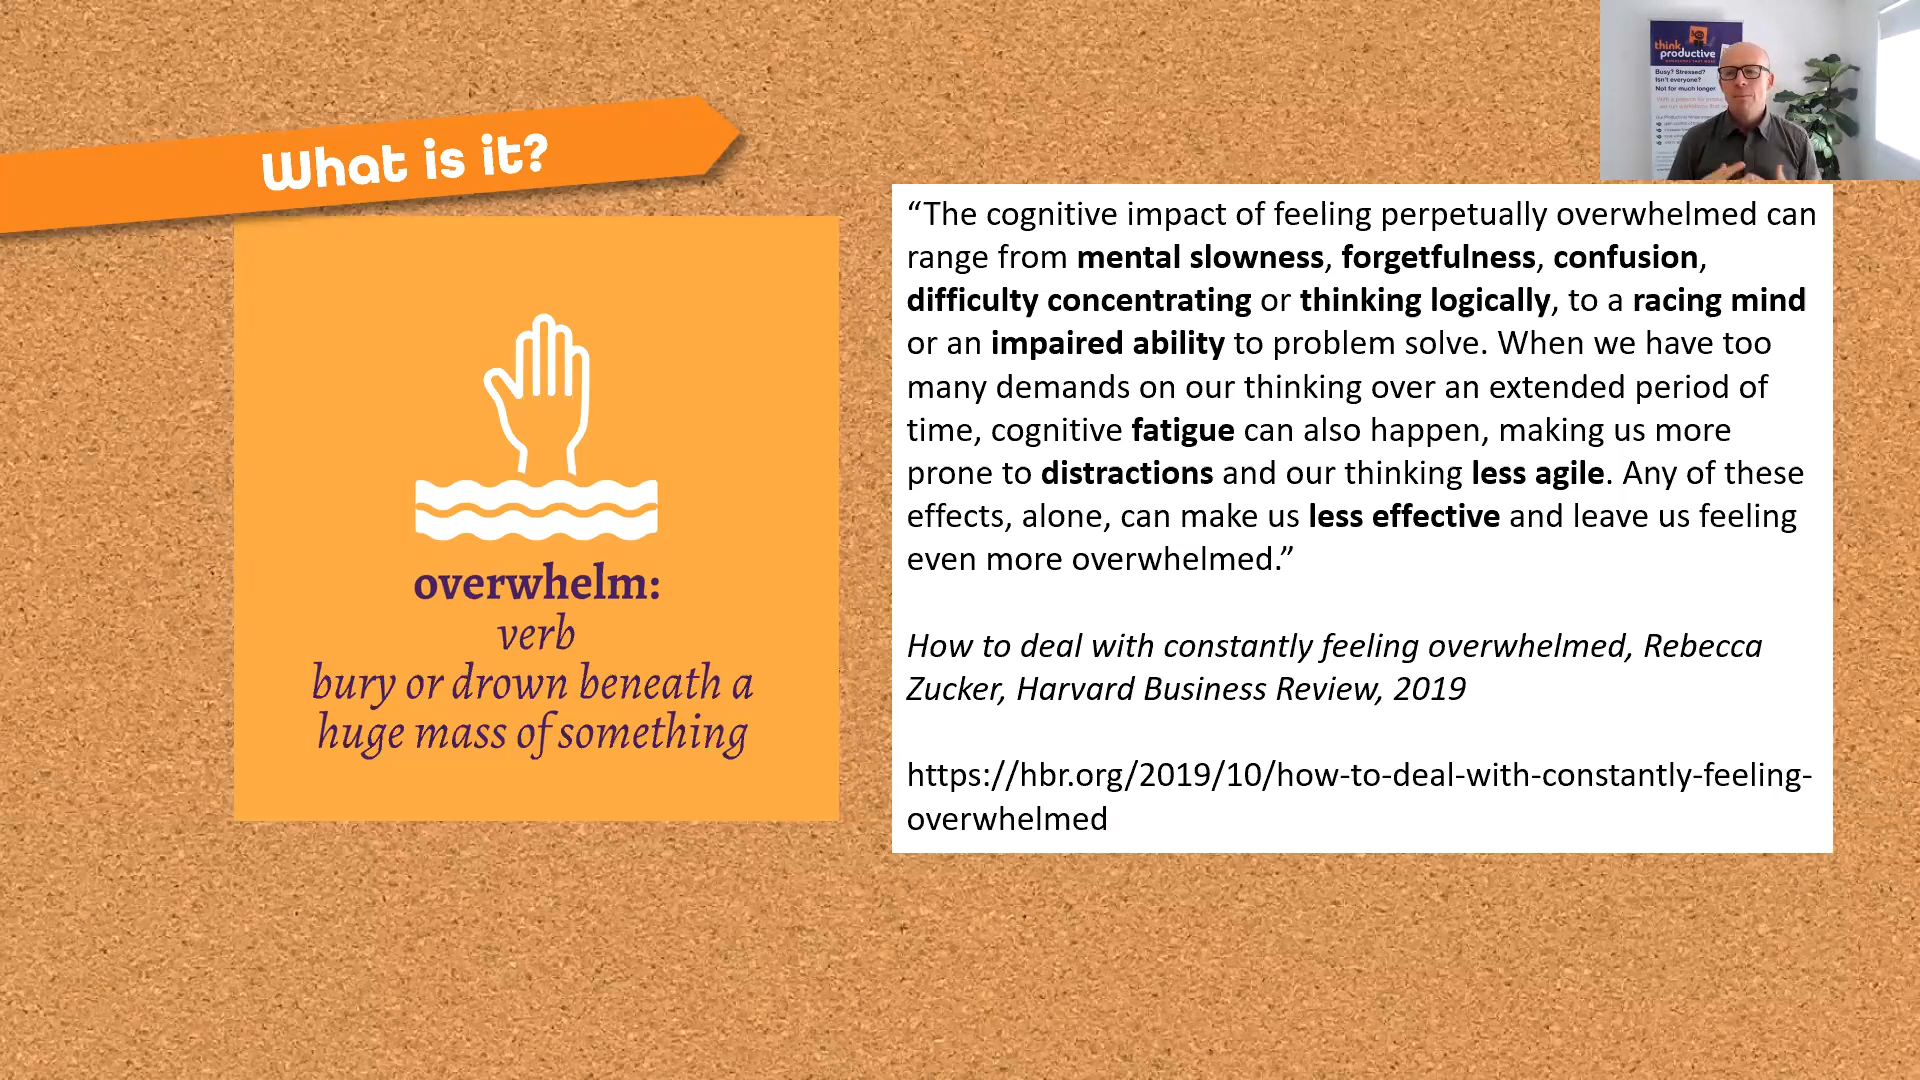 What is it?
overwhelm:
verb
bury or drown beneath a
huge mass of something
think
productive
Busy? Stressed?
Isn't everyone?
Not for much longer
“The cognitive impact of feeling perpetually overwhelmed can
range from mental slowness, forgetfulness, confusion,
difficulty concentrating or thinking logically, to a racing mind
or an impaired ability to problem solve. When we have too
many demands on our thinking over an extended period of
time, cognitive fatigue can also happen, making us more
prone to distractions and our thinking less agile. Any of these
effects, alone, can make us less effective and leave us feeling
even more overwhelmed.”
How to deal with constantly feeling overwhelmed, Rebecca
Zucker, Harvard Business Review, 2019
https://hbr.org/2019/10/how-to-deal-with-constantly-feeling-
overwhelmed